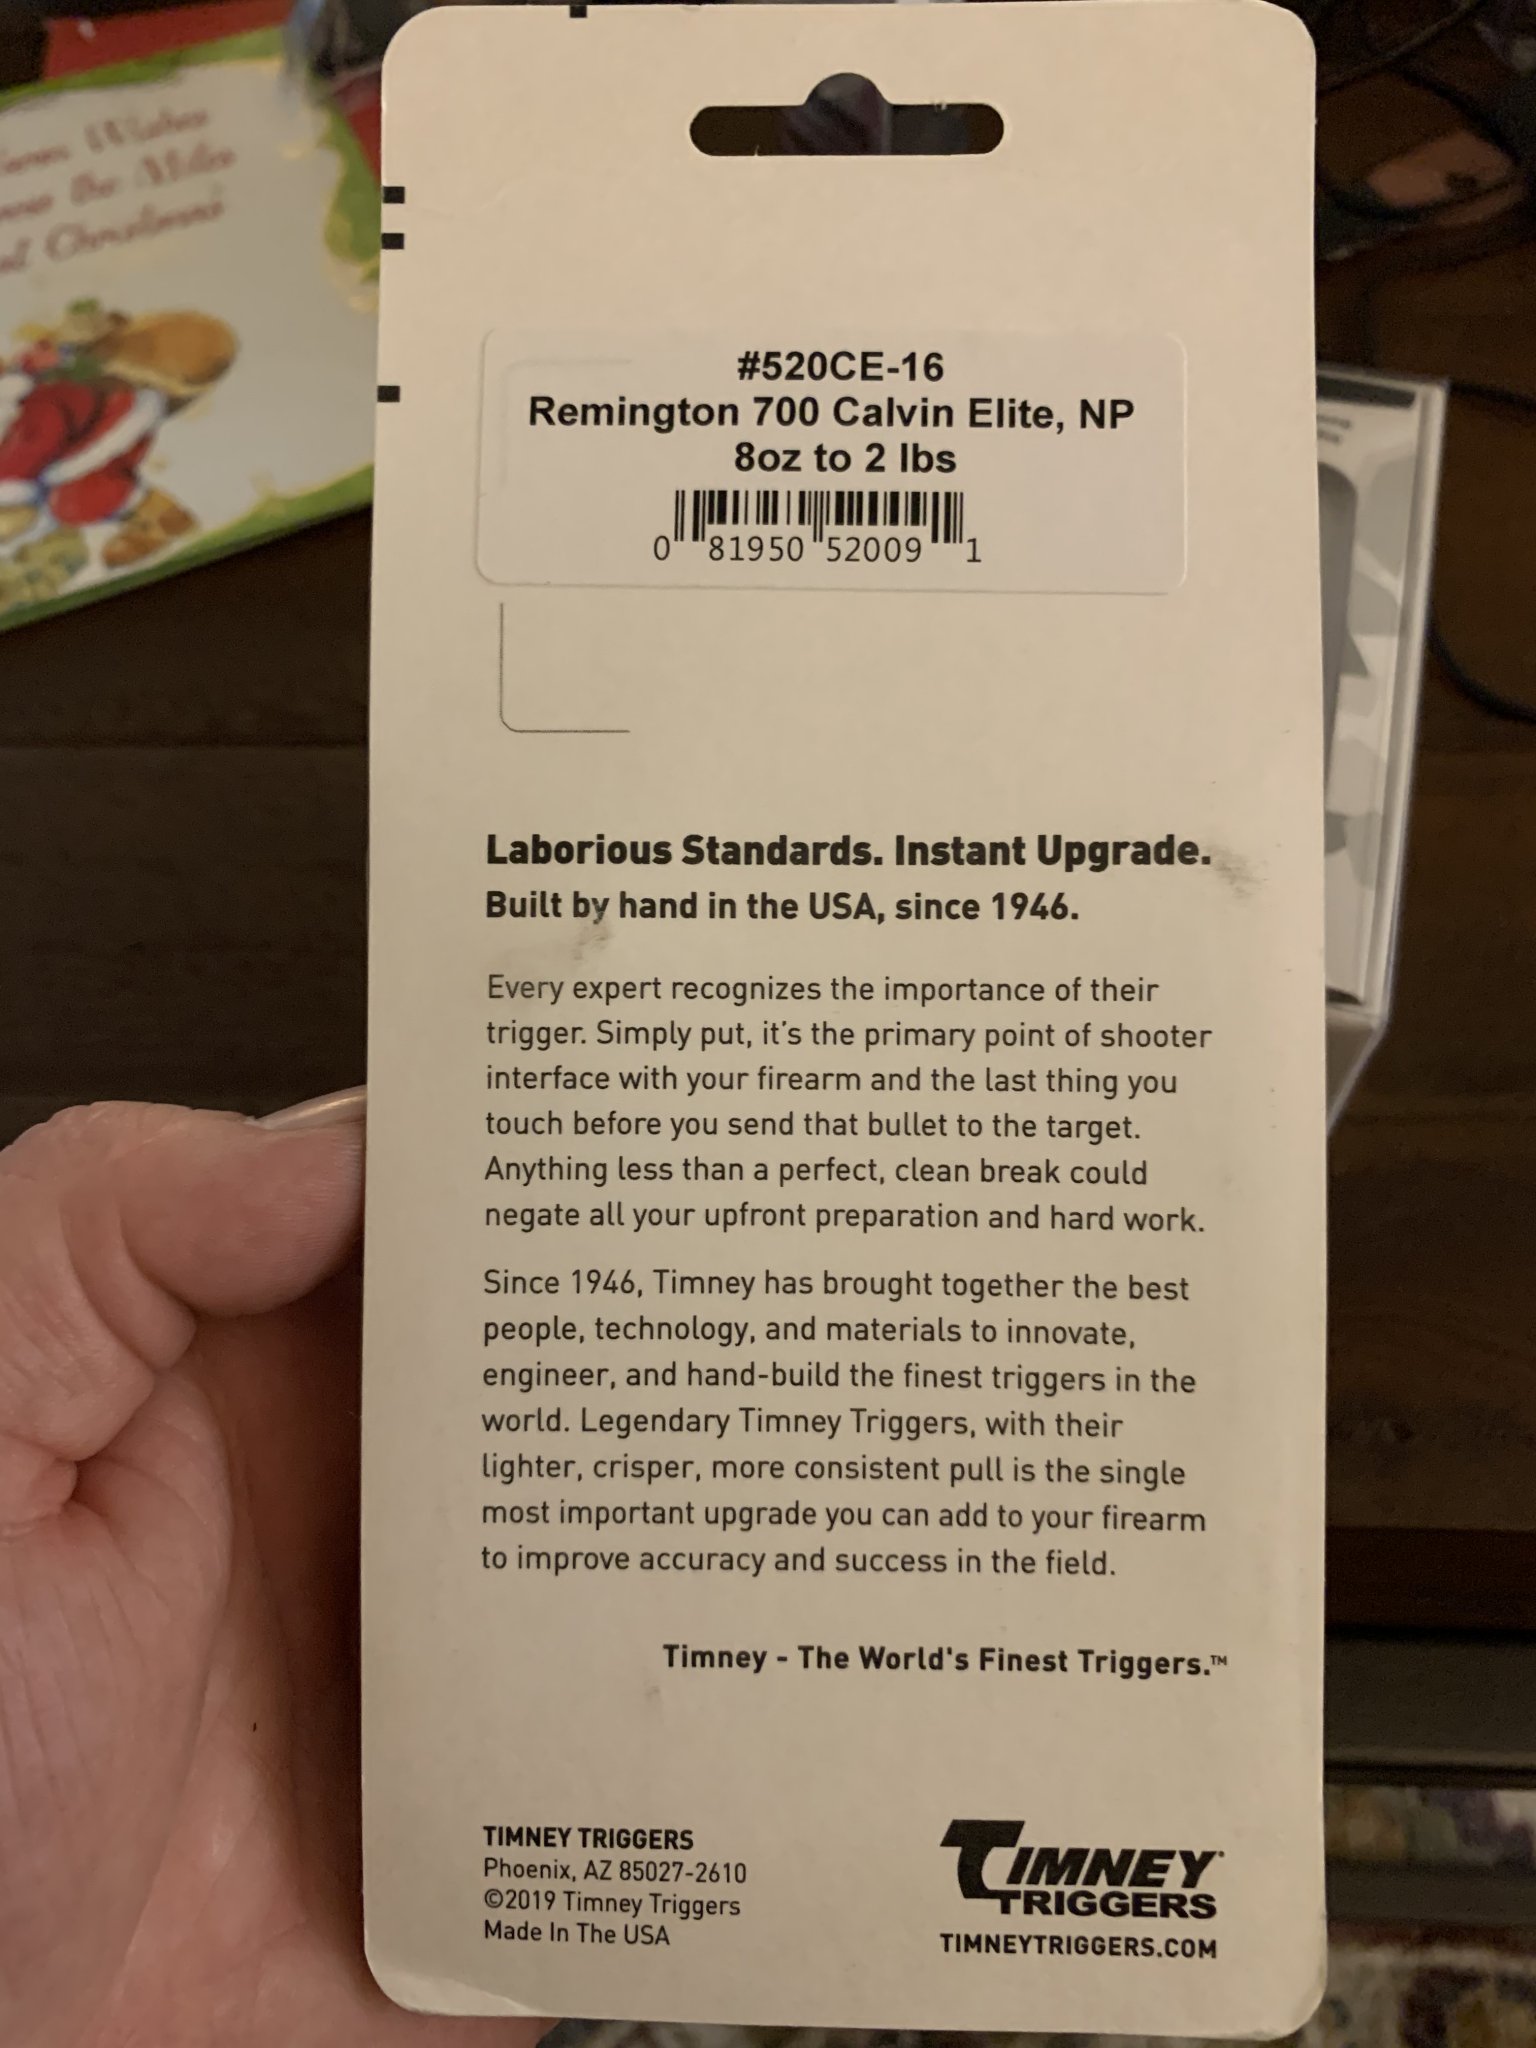 #520CE-16
Remington 700 Calvin Elite, NP
8oz to 2 lbs
0 81950 52009 1
Laborious Standards. Instant Upgrade.
Built by hand in the USA, since 1946.
Every expert recognizes the importance of their
trigger. Simply put, it's the primary point of shooter
interface with your firearm and the last thing you
touch before you send that bullet to the target.
Anything less than a perfect, clean break could
negate all your upfront preparation and hard work.
Since 1946, Timney has brought together the best
people, technology, and materials to innovate,
engineer, and hand-build the finest triggers in the
world. Legendary Timney Triggers, with their
lighter, crisper, more consistent pull is the single
most important upgrade you can add to your firearm
to improve accuracy and success in the field.
Timney - The World's Finest Triggers.™
TIMNEY TRIGGERS
Phoenix, AZ 85027-2610
©2019 Timney Triggers
Made In The USA
TIMNEY
TRIGGERS
TIMNEYTRIGGERS.COM
Wishes
the Miles
Christmas